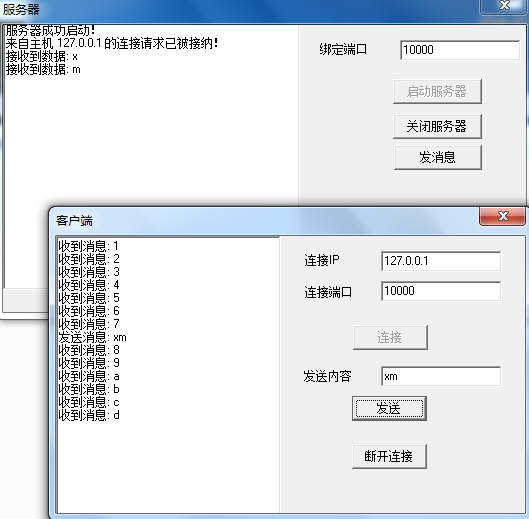 服务器
服务器成功启动!
来自主机 127.0.0.1 的连接请求已被接纳!
接收到数据: x
接收到数据: m
绑定端口
10000
启动服务器
关闭服务器
发消息
客户端
收到消息: 1
收到消息: 2
收到消息: 3
收到消息: 4
收到消息: 5
收到消息: 6
收到消息: 7
发送消息: xm
收到消息: 8
收到消息: 9
收到消息: a
收到消息: b
收到消息: c
收到消息: d
连接IP
127.0.0.1
连接端口
10000
连接
发送内容
xm
发送
断开连接